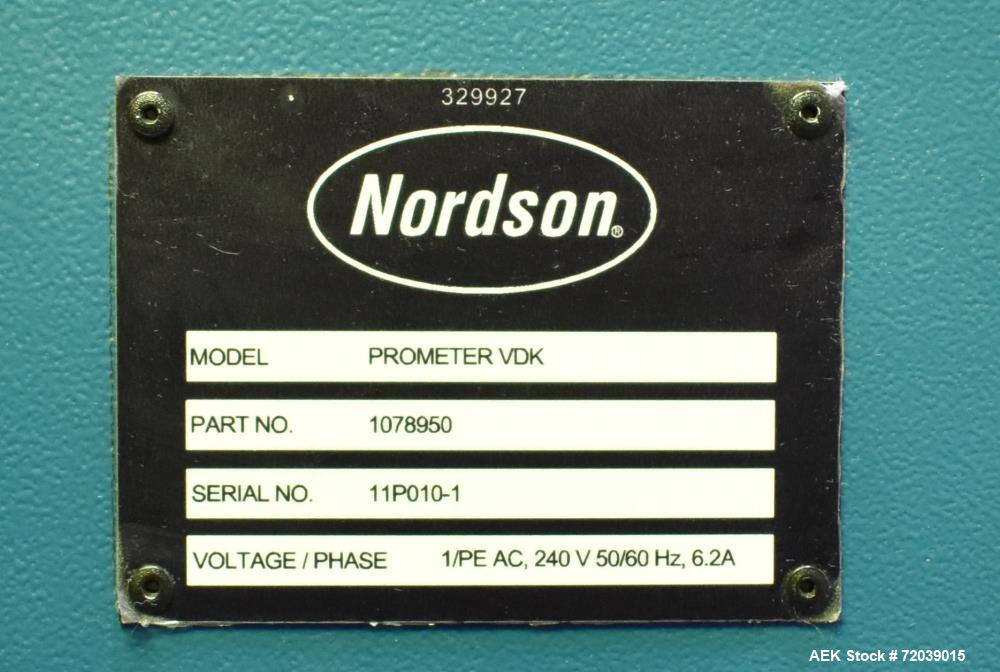 329927
Nordson®
MODEL PROMETER VDK
PART NO. 1078950
SERIAL NO. 11P010-1
VOLTAGE / PHASE 1/PE AC, 240 V 50/60 Hz, 6.2A
AEK Stock # 72039015